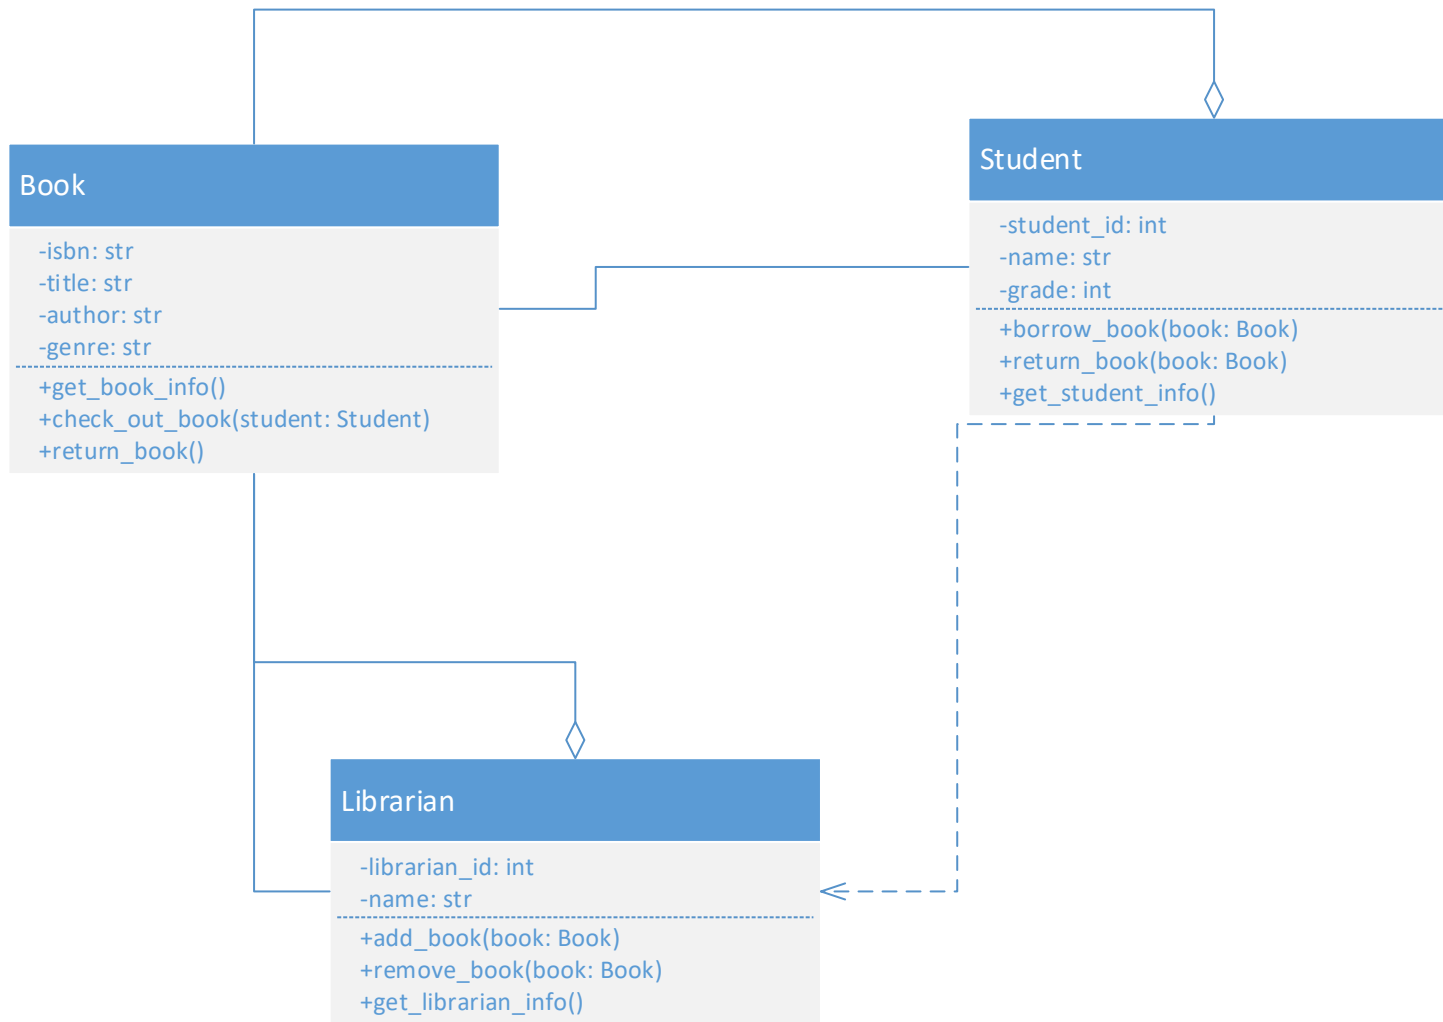 Book
-isbn: str
-title: str
-author: str
-genre: str
+get_book_info()
+check_out_book(student: Student)
+return_book()
Student
-student_id: int
-name: str
-grade: int
+borrow_book(book: Book)
+return_book(book: Book)
+get_student_info()
Librarian
-librarian_id: int
-name: str
+add_book(book: Book)
+remove_book(book: Book)
+get_librarian_info()